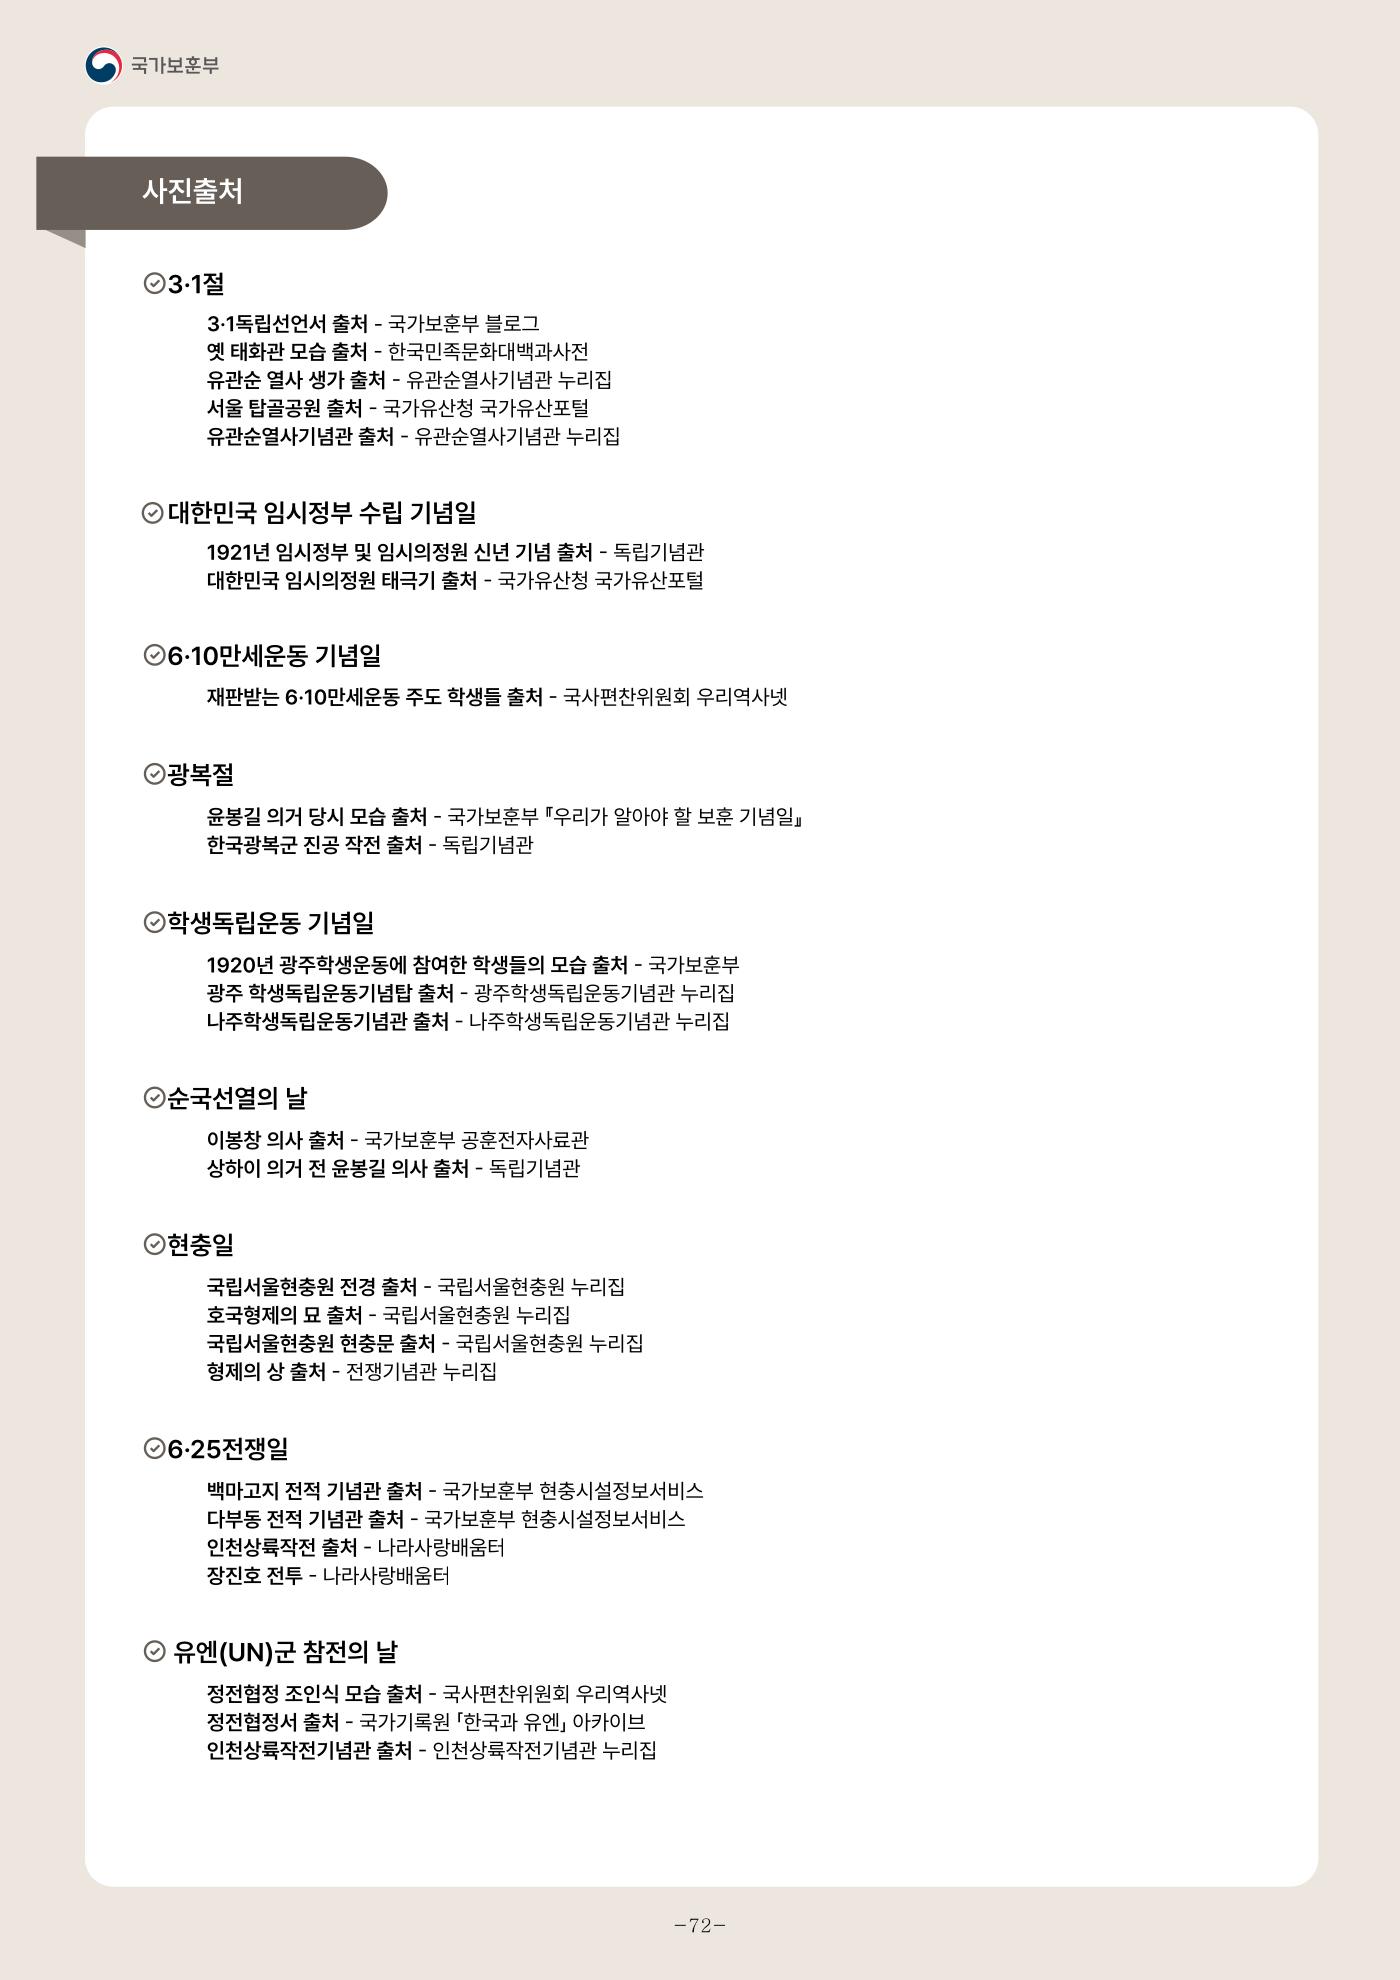 국가보훈부
사진출처
3·1절
3·1독립선언서 출처 - 국가보훈부 블로그
옛 태화관 모습 출처 - 한국민족문화대백과사전
유관순 열사 생가 출처 - 유관순열사기념관 누리집
서울 탑골공원 출처 - 국가유산청 국가유산포털
유관순열사기념관 출처 - 유관순열사기념관 누리집
대한민국 임시정부 수립 기념일
1921년 임시정부 및 임시의정원 신년 기념 출처 - 독립기념관
대한민국 임시의정원 태극기 출처 - 국가유산청 국가유산포털
6·10만세운동 기념일
재판받는 6·10만세운동 주도 학생들 출처 - 국사편찬위원회 우리역사넷
광복절
윤봉길 의거 당시 모습 출처 - 국가보훈부 『우리가 알아야 할 보훈 기념일』
한국광복군 진공 작전 출처 - 독립기념관
학생독립운동 기념일
1920년 광주학생운동에 참여한 학생들의 모습 출처 - 국가보훈부
광주 학생독립운동기념탑 출처 - 광주학생독립운동기념관 누리집
나주학생독립운동기념관 출처 - 나주학생독립운동기념관 누리집
순국선열의 날
이봉창 의사 출처 - 국가보훈부 공훈전자사료관
상하이 의거 전 윤봉길 의사 출처 - 독립기념관
현충일
국립서울현충원 전경 출처 - 국립서울현충원 누리집
호국형제의 묘 출처 - 국립서울현충원 누리집
국립서울현충원 현충문 출처 - 국립서울현충원 누리집
형제의 상 출처 - 전쟁기념관 누리집
6·25전쟁일
백마고지 전적 기념관 출처 - 국가보훈부 현충시설정보서비스
다부동 전적 기념관 출처 - 국가보훈부 현충시설정보서비스
인천상륙작전 출처 - 나라사랑배움터
장진호 전투 - 나라사랑배움터
유엔(UN)군 참전의 날
정전협정 조인식 모습 출처 - 국사편찬위원회 우리역사넷
정전협정서 출처 - 국가기록원 「한국과 유엔」 아카이브
인천상륙작전기념관 출처 - 인천상륙작전기념관 누리집
-72-